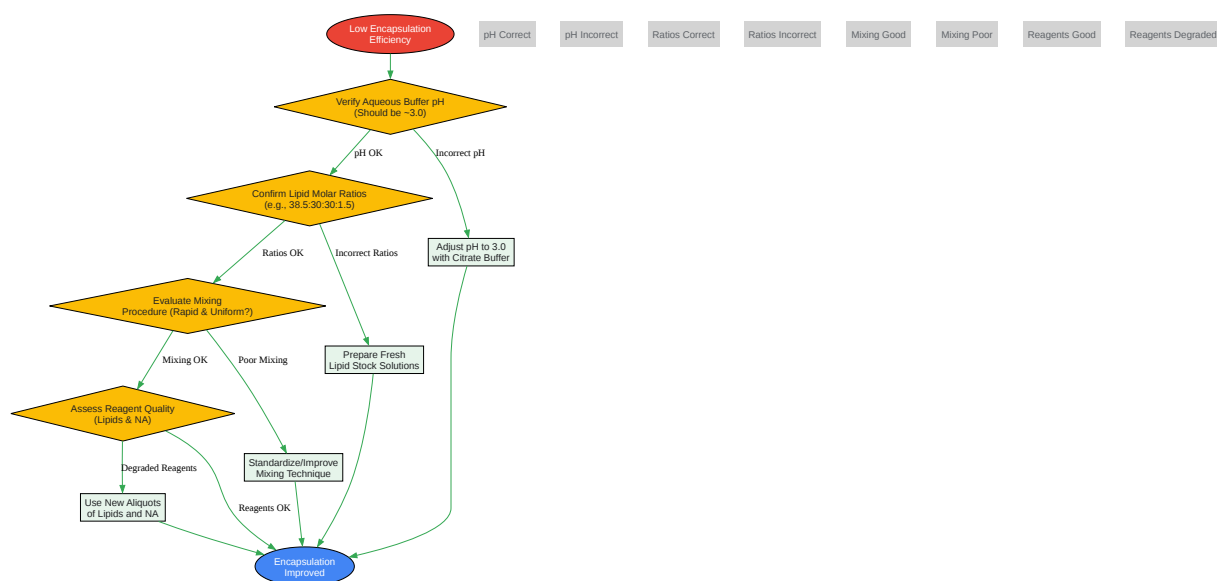 Low Encapsulation
Efficiency
pH Correct
pH Incorrect
Ratios Correct
Ratios Incorrect
Mixing Good
Mixing Poor
Reagents Good
Reagents Degraded
Verify Aqueous Buffer pH
(Should be ~3.0)
pH OK
Incorrect pH
Confirm Lipid Molar Ratios
(e.g., 38.5:30:30:1.5)
Ratios OK
Incorrect Ratios
Adjust pH to 3.0
with Citrate Buffer
Evaluate Mixing
Procedure (Rapid & Uniform?)
Mixing OK
Poor Mixing
Prepare Fresh
Lipid Stock Solutions
Assess Reagent Quality
(Lipids & NA)
Degraded Reagents
Standardize/Improve
Mixing Technique
Use New Aliquots
of Lipids and NA
Reagents OK
Encapsulation
Improved